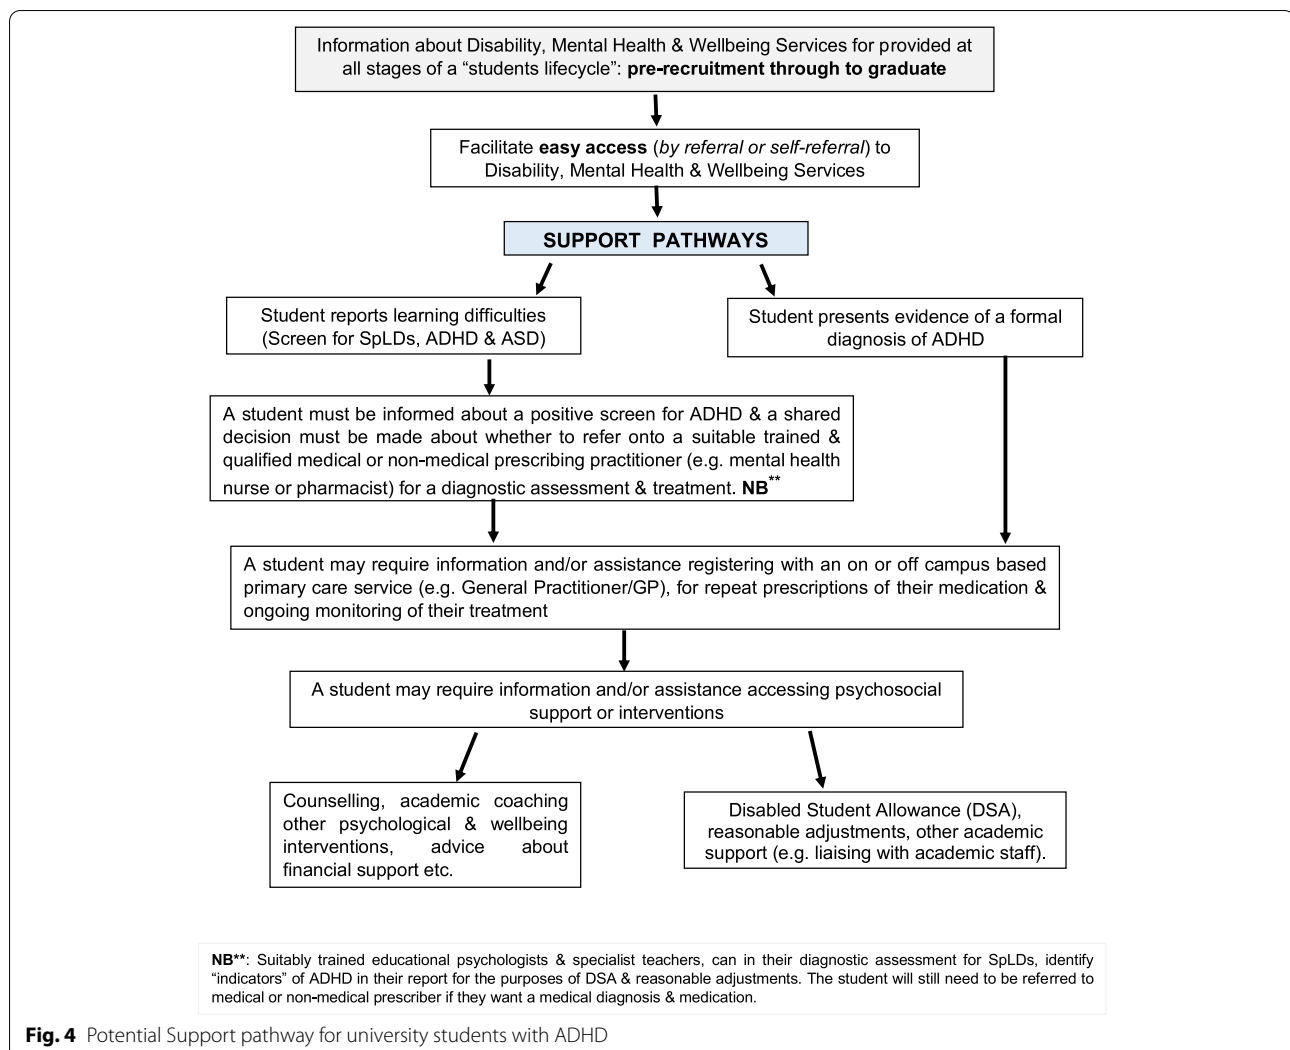 Information about Disability, Mental Health & Wellbeing Services for provided at
all stages of a “students lifecycle”: pre-recruitment through to graduate
Facilitate easy access (by referral or self-referral) to
Disability, Mental Health & Wellbeing Services
SUPPORT PATHWAYS
Student reports learning difficulties
(Screen for SpLDs, ADHD & ASD)
Student presents evidence of a formal
diagnosis of ADHD
A student must be informed about a positive screen for ADHD & a shared
decision must be made about whether to refer onto a suitable trained &
qualified medical or non-medical prescribing practitioner (e.g. mental health
nurse or pharmacist) for a diagnostic assessment & treatment. NB**
A student may require information and/or assistance registering with an on or off campus based
primary care service (e.g. General Practitioner/GP), for repeat prescriptions of their medication &
ongoing monitoring of their treatment
A student may require information and/or assistance accessing psychosocial
support or interventions
Counselling, academic coaching
other psychological & wellbeing
interventions, advice about
financial support etc.
Disabled Student Allowance (DSA),
reasonable adjustments, other academic
support (e.g. liaising with academic staff).
NB**: Suitably trained educational psychologists & specialist teachers, can in their diagnostic assessment for SpLDs, identify
“indicators” of ADHD in their report for the purposes of DSA & reasonable adjustments. The student will still need to be referred to
medical or non-medical prescriber if they want a medical diagnosis & medication.
Fig. 4 Potential Support pathway for university students with ADHD